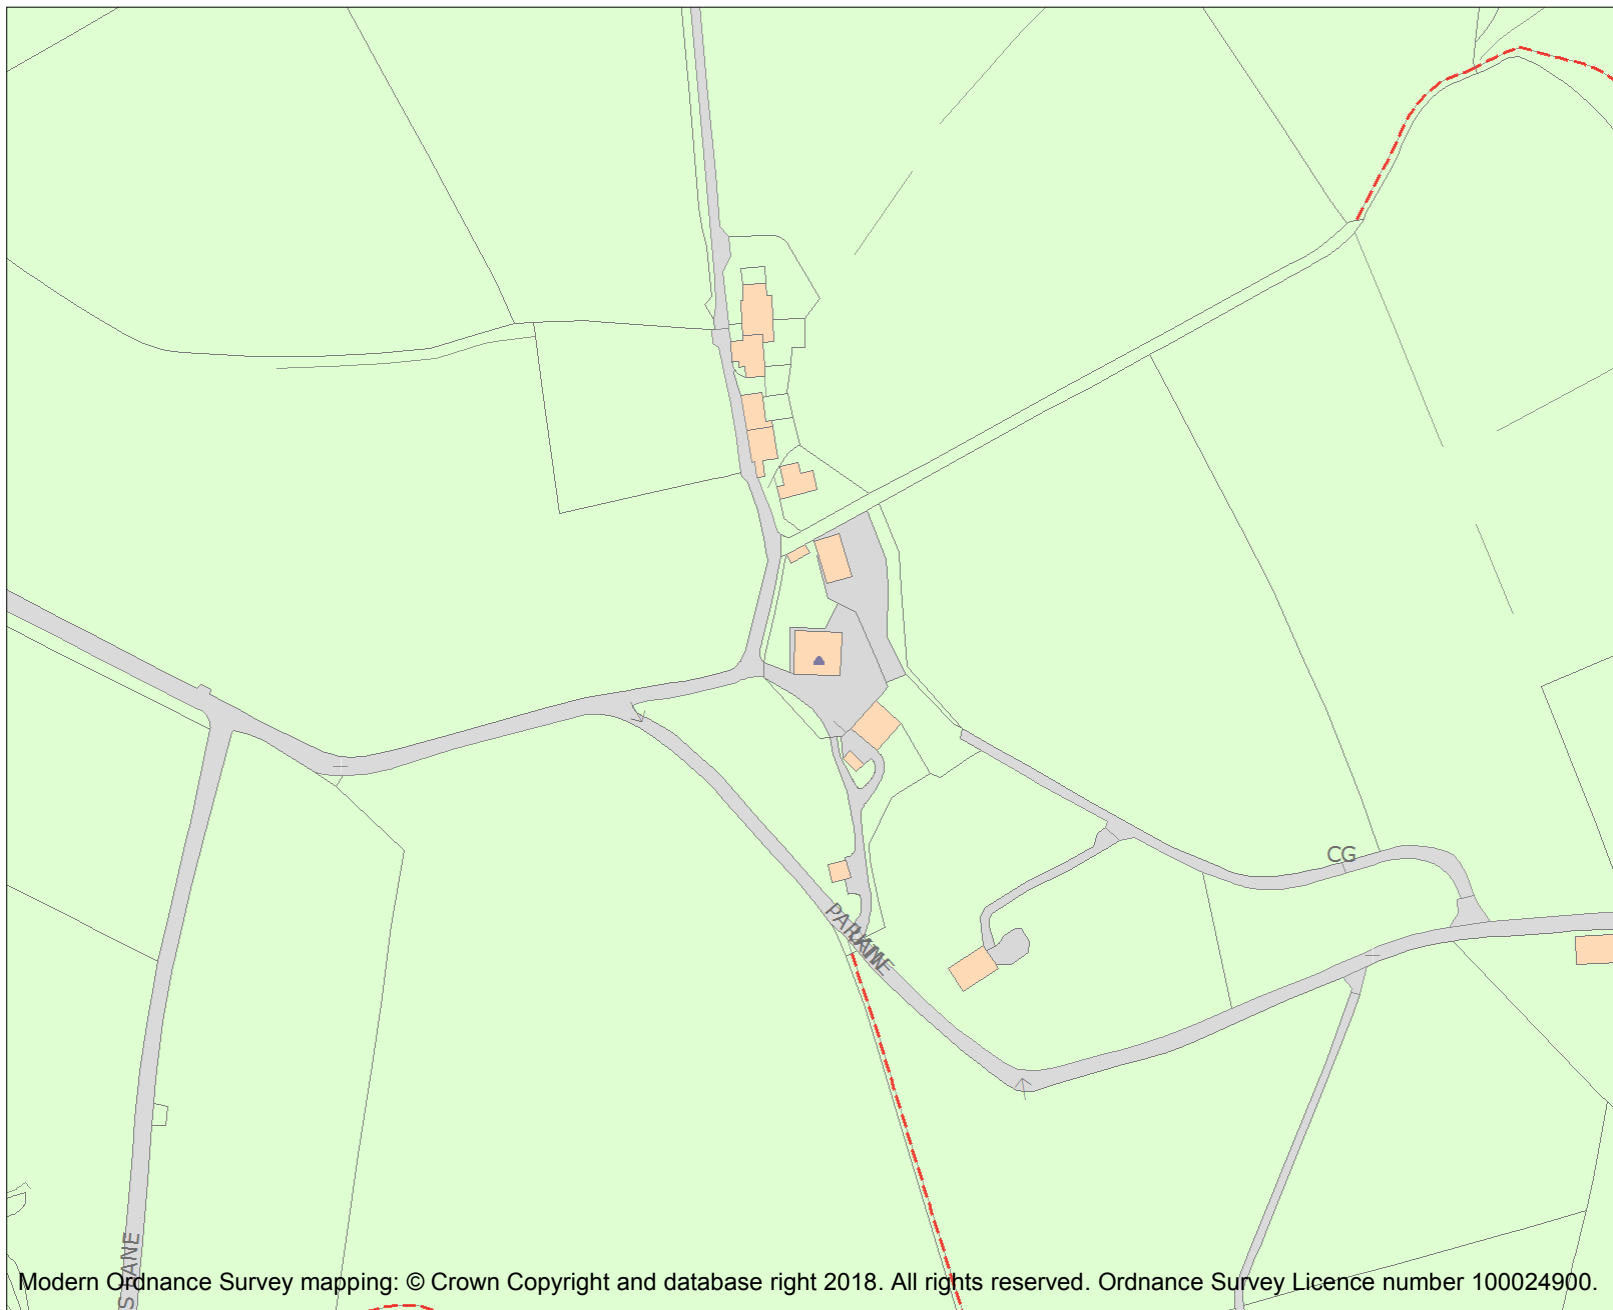 CG
PARK LANE
S LANE
Modern Ordnance Survey mapping: © Crown Copyright and database right 2018. All rights reserved. Ordnance Survey Licence number 100024900.